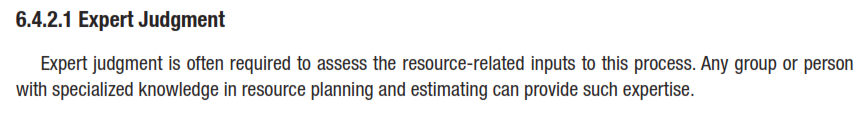 6.4.2.1 Expert Judgment
Expert judgment is often required to assess the resource-related inputs to this process. Any group or person
with specialized knowledge in resource planning and estimating can provide such expertise.